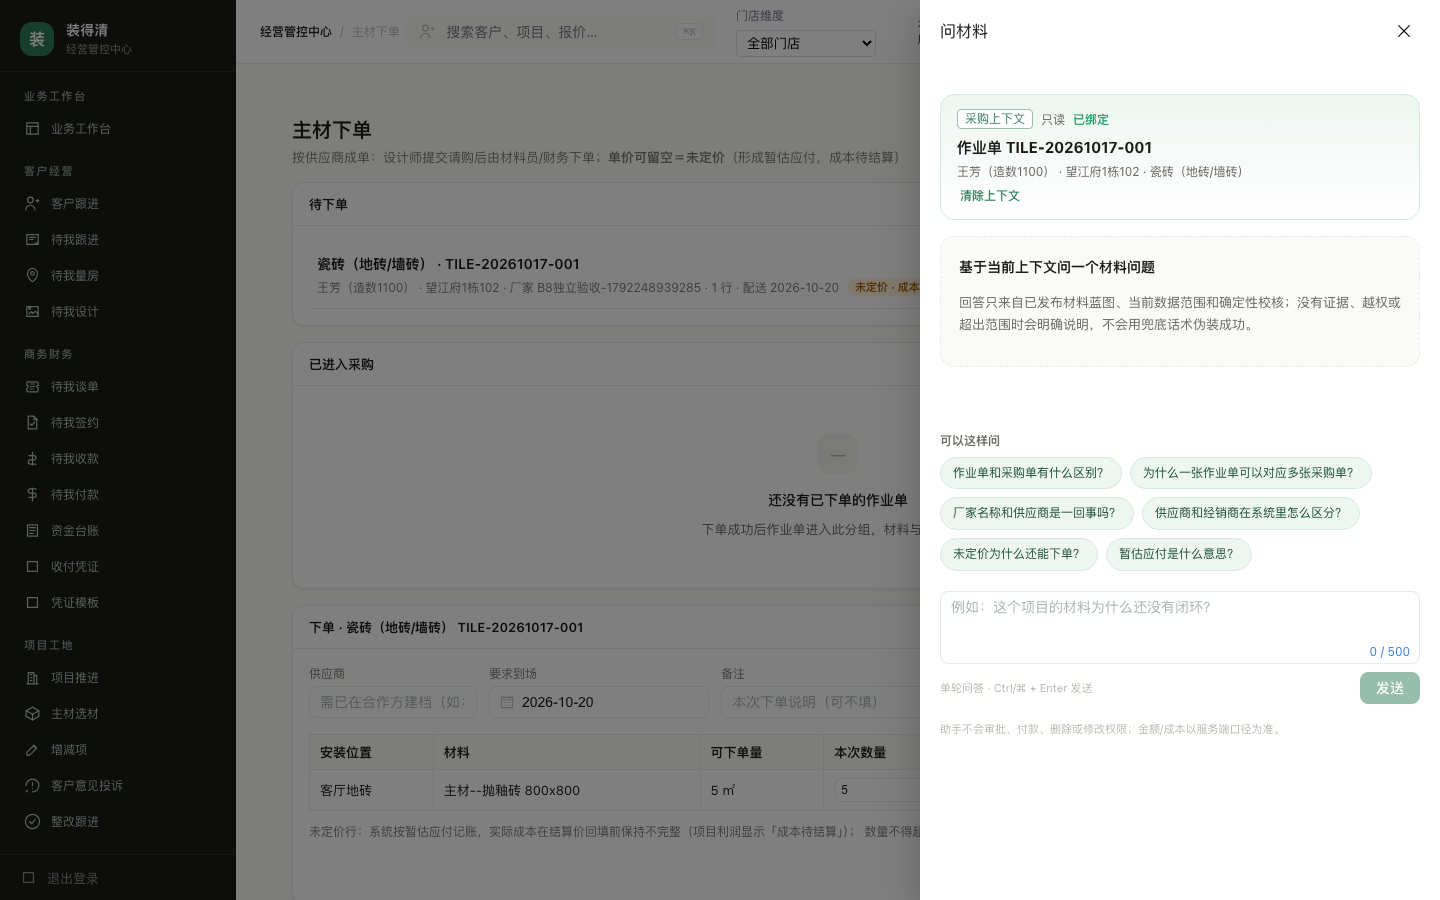 装
装得清
经营管控中心
业务工作台
业务工作台
客户经营
客户跟进
待我跟进
待我量房
待我设计
商务财务
待我谈单
待我签约
待我收款
待我付款
资金台账
收付凭证
凭证模板
项目工地
项目推进
主材选材
增减项
客户意见投诉
整改跟进
退出登录
经营管控中心 / 主材下单
搜索客户、项目、报价...
⌘K
门店维度
全部门店
主材下单
按供应商成单：设计师提交请购后由材料员/财务下单；单价可留空＝未定价（形成暂估应付，成本待结算）
待下单
瓷砖（地砖/墙砖） · TILE-20261017-001
王芳（造数1100） · 望江府1栋102 · 厂家 B8独立验收-1792248939285 · 1 行 · 配送 2026-10-20
未定价 · 成本
已进入采购
还没有已下单的作业单
下单成功后作业单进入此分组，材料与
下单 · 瓷砖（地砖/墙砖） TILE-20261017-001
供应商 要求到场 备注
需已在合作方建档（如： 2026-10-20 本次下单说明（可不填）
安装位置 材料 可下单量 本次数量
客厅地砖 主材--抛釉砖 800x800 5 ㎡ 5
未定价行：系统按暂估应付记账，实际成本在结算价回填前保持不完整（项目利润显示「成本待结算」）； 数量不得超
问材料
采购上下文 只读 已绑定
作业单 TILE-20261017-001
王芳（造数1100） · 望江府1栋102 · 瓷砖（地砖/墙砖）
清除上下文
基于当前上下文问一个材料问题
回答只来自已发布材料蓝图、当前数据范围和确定性校核；没有证据、越权或
超出范围时会明确说明，不会用兜底话术伪装成功。
可以这样问
作业单和采购单有什么区别？ 为什么一张作业单可以对应多张采购单？
厂家名称和供应商是一回事吗？ 供应商和经销商在系统里怎么区分？
未定价为什么还能下单？ 暂估应付是什么意思？
例如：这个项目的材料为什么还没有闭环？
0 / 500
单轮问答 · Ctrl/⌘ + Enter 发送
发送
助手不会审批、付款、删除或修改权限；金额/成本以服务端口径为准。